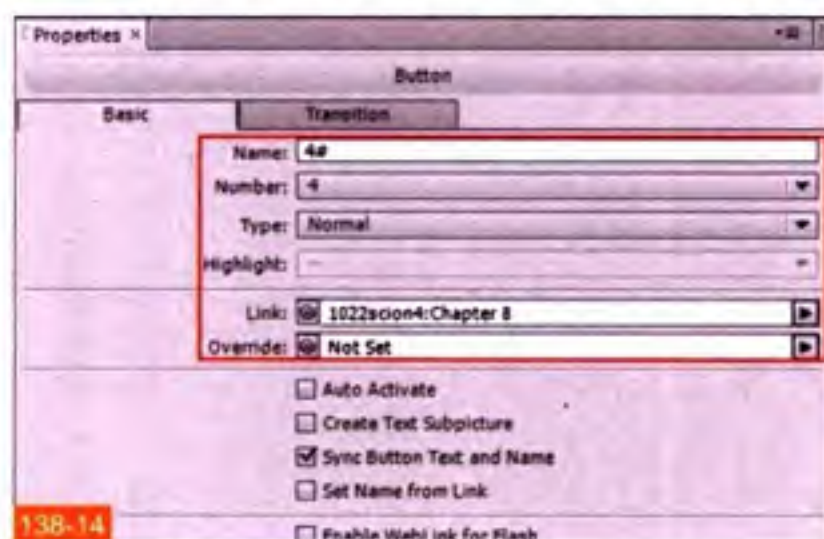 Properties ×
Button
Basic Transition
Name: 4#
Number: 4
Type: Normal
Highlight: --
Link: 1022scion4:Chapter 8
Override: Not Set
Auto Activate
Create Text Subpicture
Sync Button Text and Name
Set Name from Link
138-14
Enable WebLink for Flash